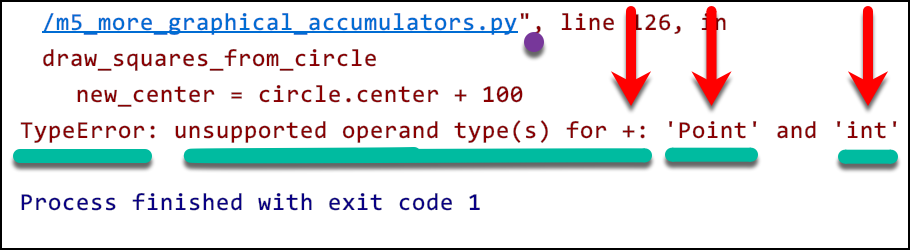 /m5_more_graphical_accumulators.py", line 126, in
draw_squares_from_circle
new_center = circle.center + 100
TypeError: unsupported operand type(s) for +: 'Point' and 'int'
Process finished with exit code 1